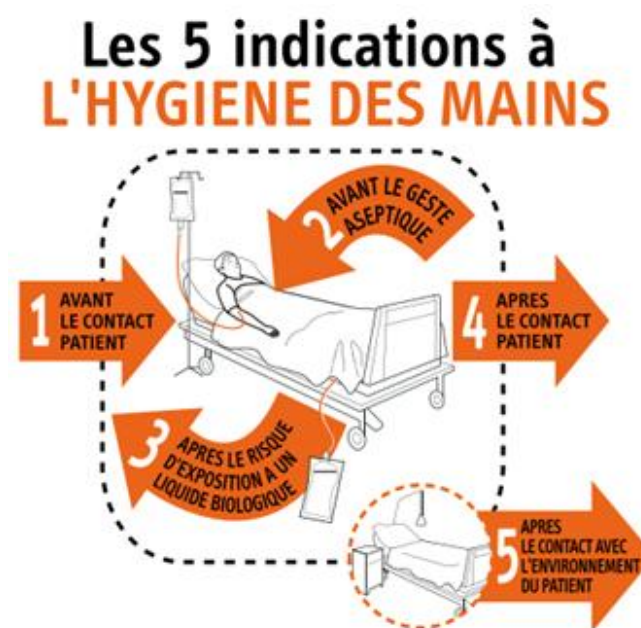 Les 5 indications à
L'HYGIENE DES MAINS
1 AVANT
LE CONTACT
PATIENT
2 AVANT LE GESTE
ASEPTIQUE
3 APRES LE RISQUE
D'EXPOSITION A UN
LIQUIDE BIOLOGIQUE
4 APRES
LE CONTACT
PATIENT
5 APRES
LE CONTACT AVEC
L'ENVIRONNEMENT
DU PATIENT